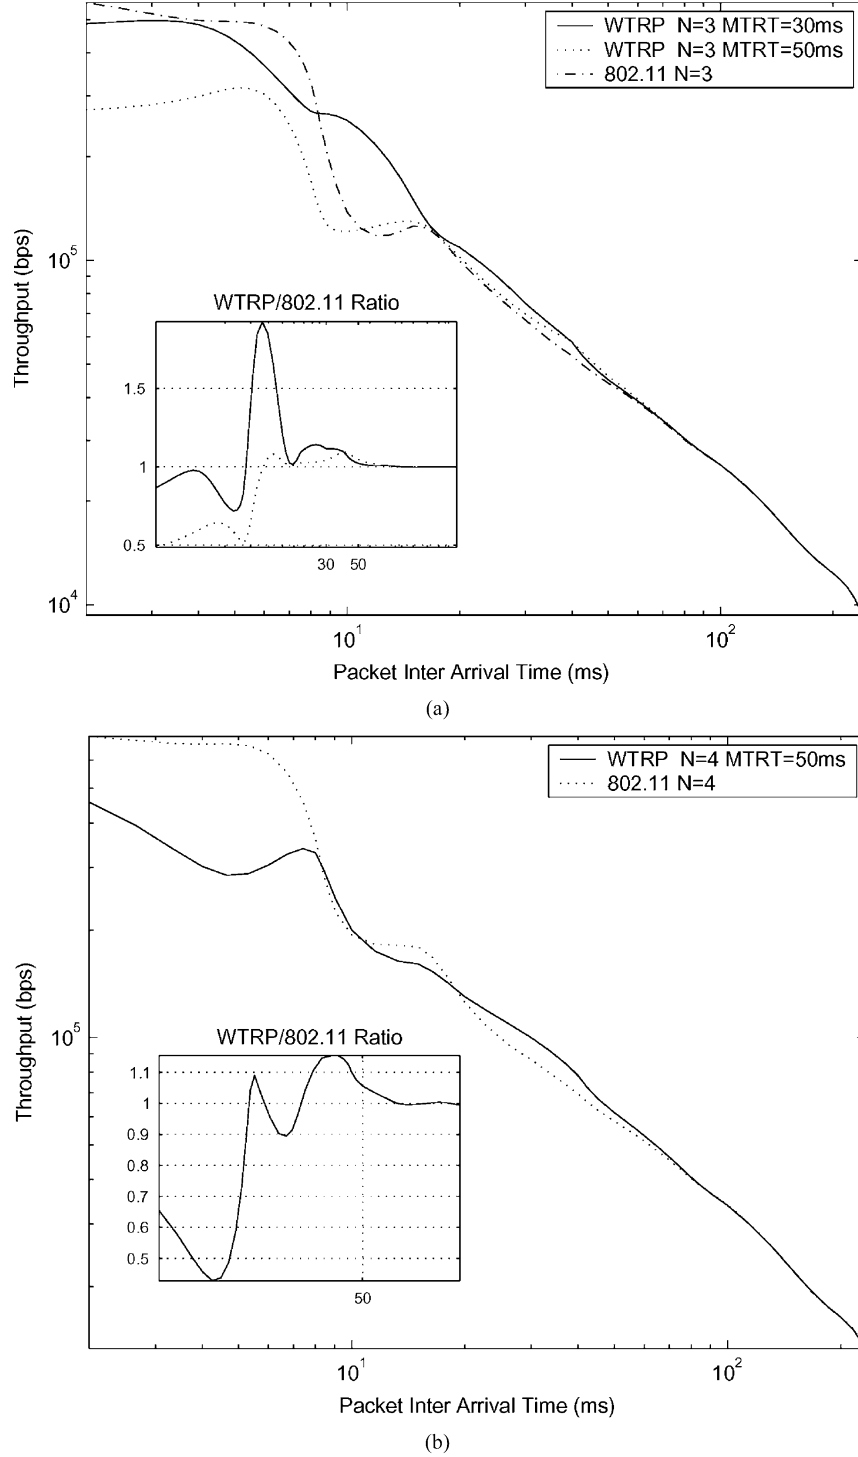 WTRP N=3 MTRT=30ms
WTRP N=3 MTRT=50ms
802.11 N=3
Throughput (bps)
10^5
10^4
WTRP/802.11 Ratio
1.5
1
0.5
30 50
10^1 10^2
Packet Inter Arrival Time (ms)
(a)
WTRP N=4 MTRT=50ms
802.11 N=4
Throughput (bps)
10^5
WTRP/802.11 Ratio
1.1
1
0.9
0.8
0.7
0.6
0.5
50
10^1 10^2
Packet Inter Arrival Time (ms)
(b)